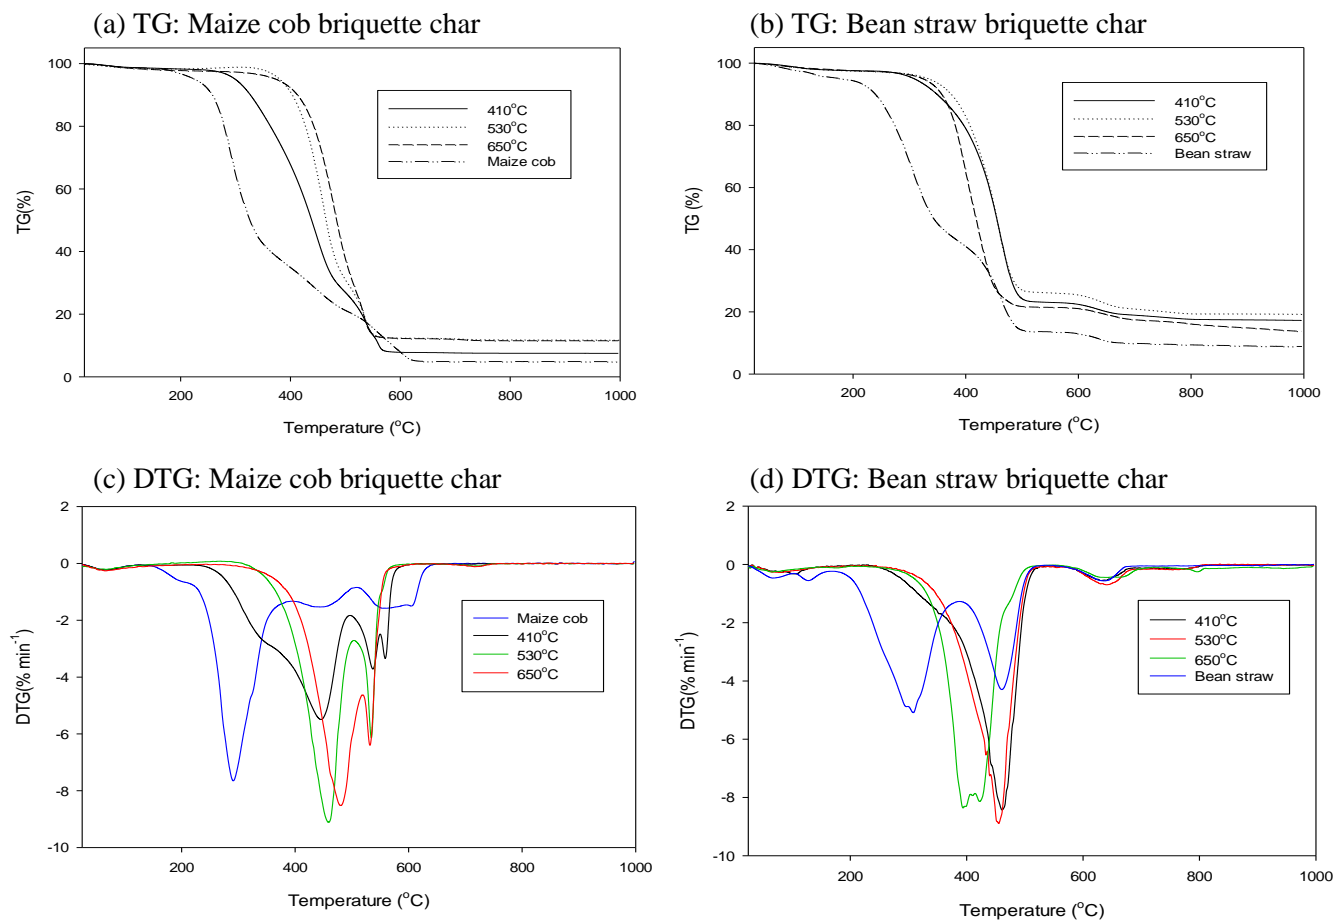 (a) TG: Maize cob briquette char
100
80
60
40
20
0
200
400
600
800
1000
TG(%)
Temperature (°C)
410°C
530°C
650°C
Maize cob
(b) TG: Bean straw briquette char
100
80
60
40
20
0
200
400
600
800
1000
TG (%)
Temperature (°C)
410°C
530°C
650°C
Bean straw
(c) DTG: Maize cob briquette char
2
0
-2
-4
-6
-8
-10
200
400
600
800
1000
DTG(% min⁻¹)
Temperature (°C)
Maize cob
410°C
530°C
650°C
(d) DTG: Bean straw briquette char
2
0
-2
-4
-6
-8
-10
200
400
600
800
1000
DTG(% min⁻¹)
Temperature (°C)
410°C
530°C
650°C
Bean straw